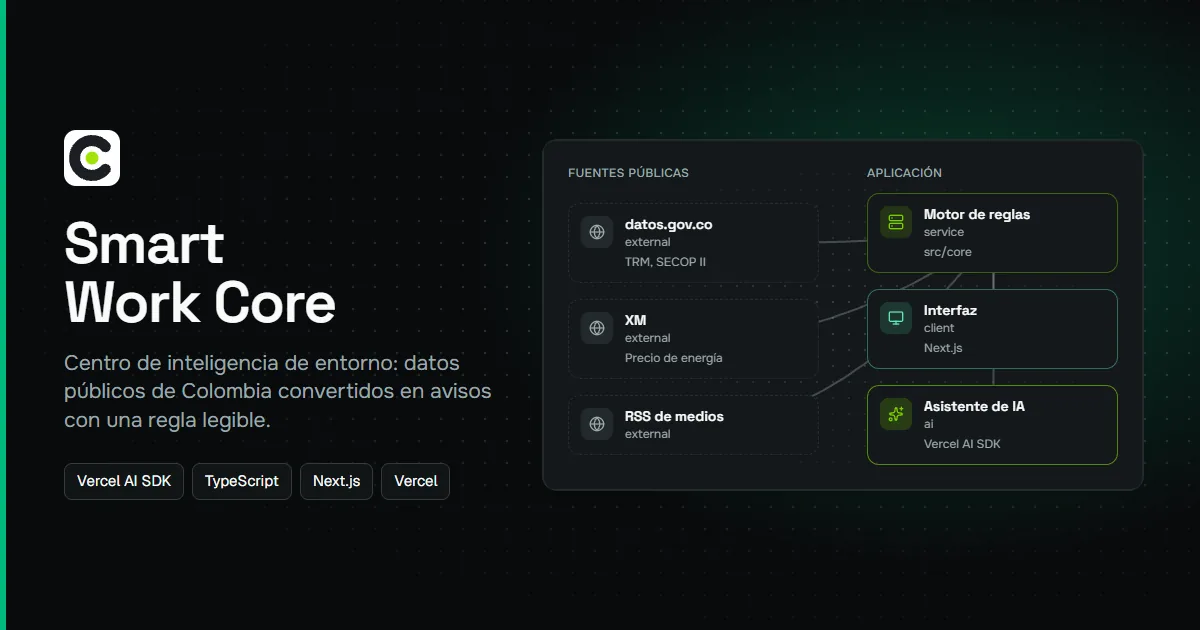 Smart
Work Core
Centro de inteligencia de entorno: datos
públicos de Colombia convertidos en avisos
con una regla legible.
Vercel AI SDK
TypeScript
Next.js
Vercel
FUENTES PÚBLICAS
datos.gov.co
external
TRM, SECOP II
XM
external
Precio de energía
RSS de medios
external
APLICACIÓN
Motor de reglas
service
src/core
Interfaz
client
Next.js
Asistente de IA
ai
Vercel AI SDK